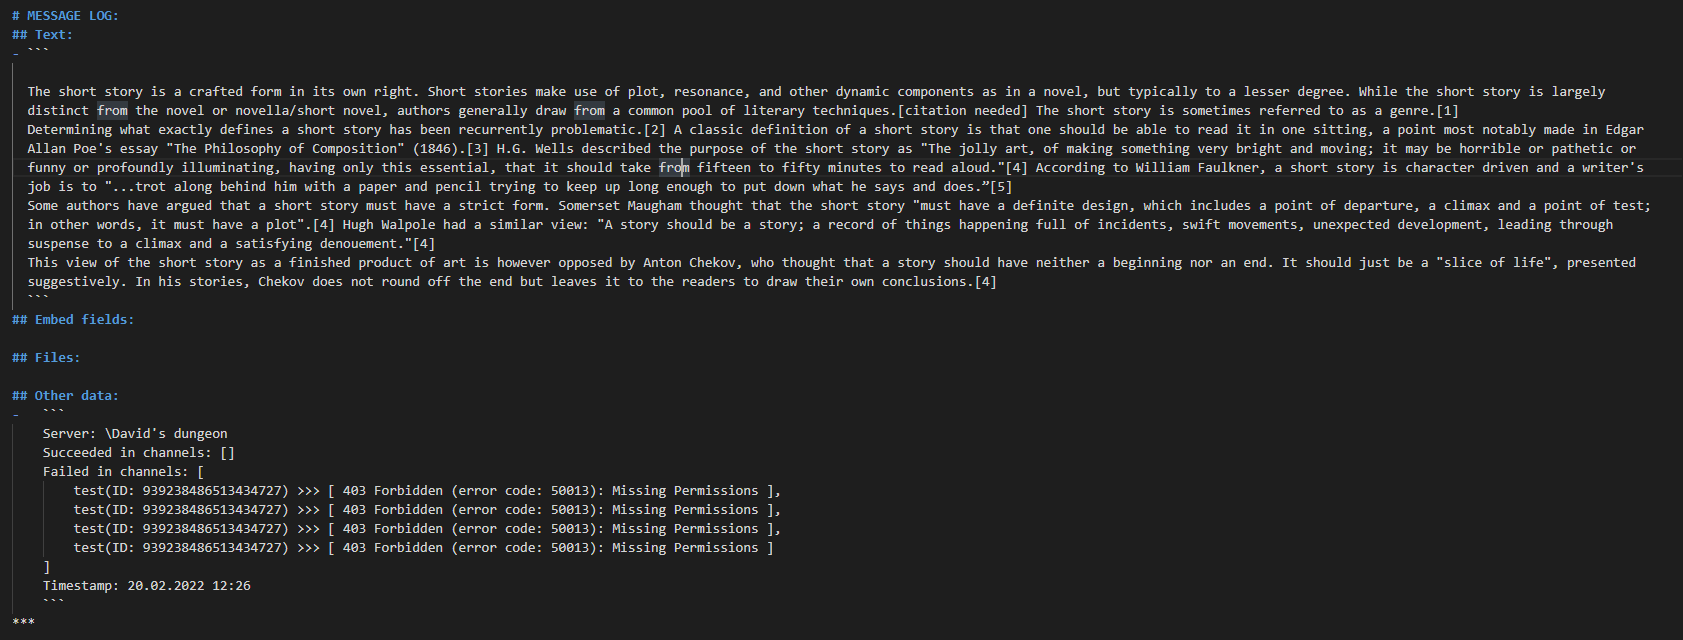 # MESSAGE LOG:
## Text:
- ```
The short story is a crafted form in its own right. Short stories make use of plot, resonance, and other dynamic components as in a novel, but typically to a lesser degree. While the short story is largely
distinct from the novel or novella/short novel, authors generally draw from a common pool of literary techniques.[citation needed] The short story is sometimes referred to as a genre.[1]
Determining what exactly defines a short story has been recurrently problematic.[2] A classic definition of a short story is that one should be able to read it in one sitting, a point most notably made in Edgar
Allan Poe's essay "The Philosophy of Composition" (1846).[3] H.G. Wells described the purpose of the short story as "The jolly art, of making something very bright and moving; it may be horrible or pathetic or
funny or profoundly illuminating, having only this essential, that it should take from fifteen to fifty minutes to read aloud."[4] According to William Faulkner, a short story is character driven and a writer's
job is to "...trot along behind him with a paper and pencil trying to keep up long enough to put down what he says and does.”[5]
Some authors have argued that a short story must have a strict form. Somerset Maugham thought that the short story "must have a definite design, which includes a point of departure, a climax and a point of test;
in other words, it must have a plot".[4] Hugh Walpole had a similar view: "A story should be a story; a record of things happening full of incidents, swift movements, unexpected development, leading through
suspense to a climax and a satisfying denouement."[4]
This view of the short story as a finished product of art is however opposed by Anton Chekov, who thought that a story should have neither a beginning nor an end. It should just be a "slice of life", presented
suggestively. In his stories, Chekov does not round off the end but leaves it to the readers to draw their own conclusions.[4]
```
## Embed fields:
## Files:
## Other data:
- ```
Server: \David's dungeon
Succeeded in channels: []
Failed in channels: [
test(ID: 939238486513434727) >>> [ 403 Forbidden (error code: 50013): Missing Permissions ],
test(ID: 939238486513434727) >>> [ 403 Forbidden (error code: 50013): Missing Permissions ],
test(ID: 939238486513434727) >>> [ 403 Forbidden (error code: 50013): Missing Permissions ],
test(ID: 939238486513434727) >>> [ 403 Forbidden (error code: 50013): Missing Permissions ]
]
Timestamp: 20.02.2022 12:26
```
***